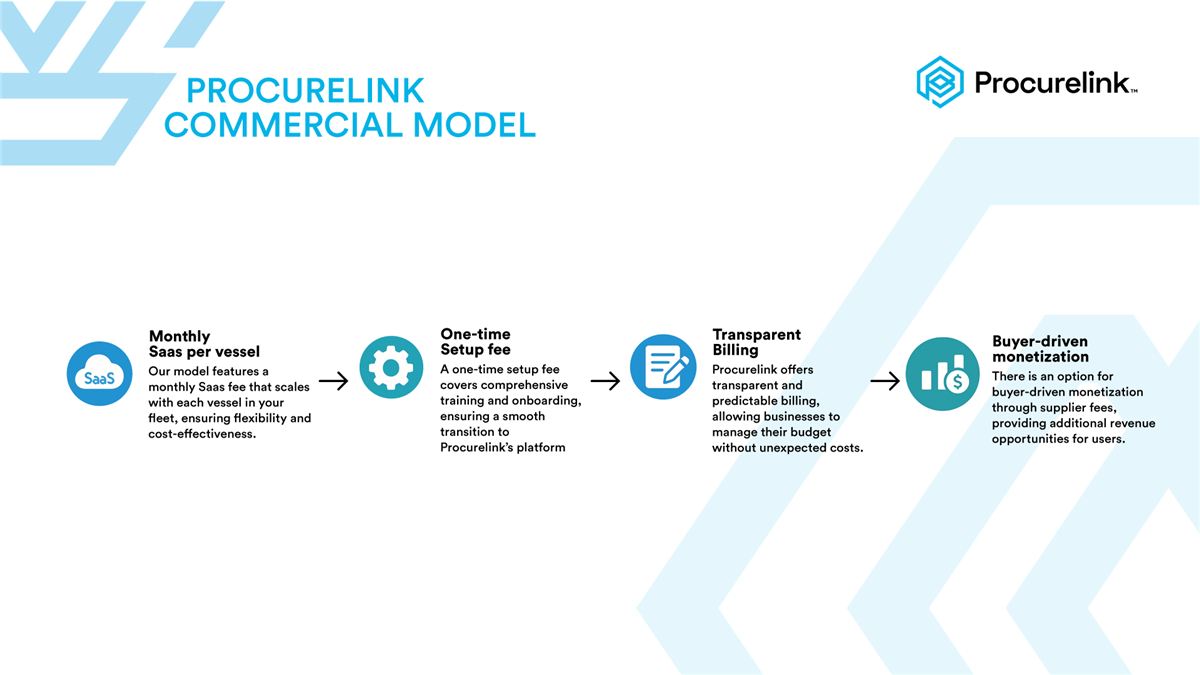 PROCURELINK
COMMERCIAL MODEL
Procurelink™
SaaS
Monthly
Saas per vessel
Our model features a
monthly Saas fee that scales
with each vessel in your
fleet, ensuring flexibility and
cost-effectiveness.
One-time
Setup fee
A one-time setup fee
covers comprehensive
training and onboarding,
ensuring a smooth
transition to
Procurelink’s platform
Transparent
Billing
Procurelink offers
transparent and
predictable billing,
allowing businesses to
manage their budget
without unexpected costs.
$
Buyer-driven
monetization
There is an option for
buyer-driven monetization
through supplier fees,
providing additional revenue
opportunities for users.